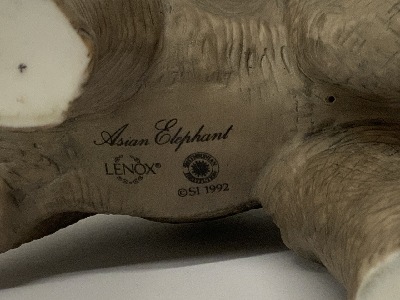 Asian Elephant
LENOX®
©SI 1992